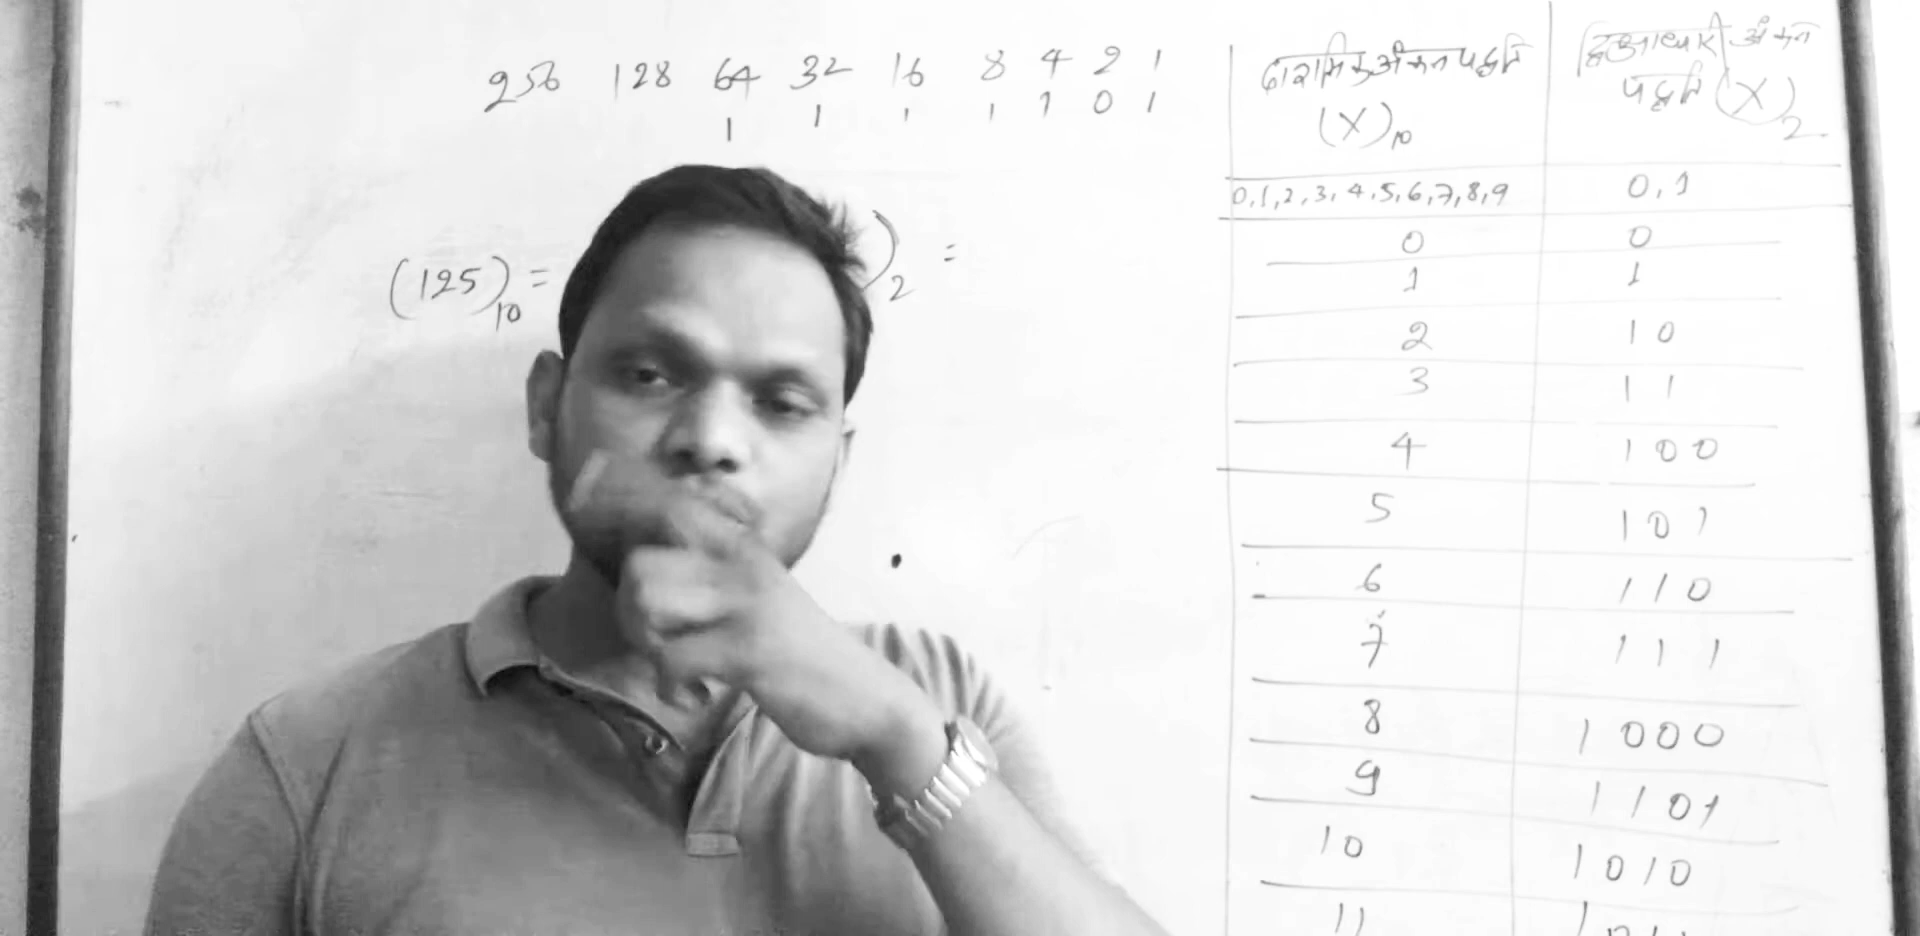 256 128 64 32 16 8 4 2 1
1 1 1 1 1 0 1
(125)10 = )2 =
दाशमिक अंकन पद्धति
(X)10
द्विआधारी अंकन
पद्धति (X)2
0,1,2,3,4,5,6,7,8,9 0,1
0 0
1 1
2 10
3 11
4 100
5 101
6 110
7 111
8 1000
9 1101
10 1010
11